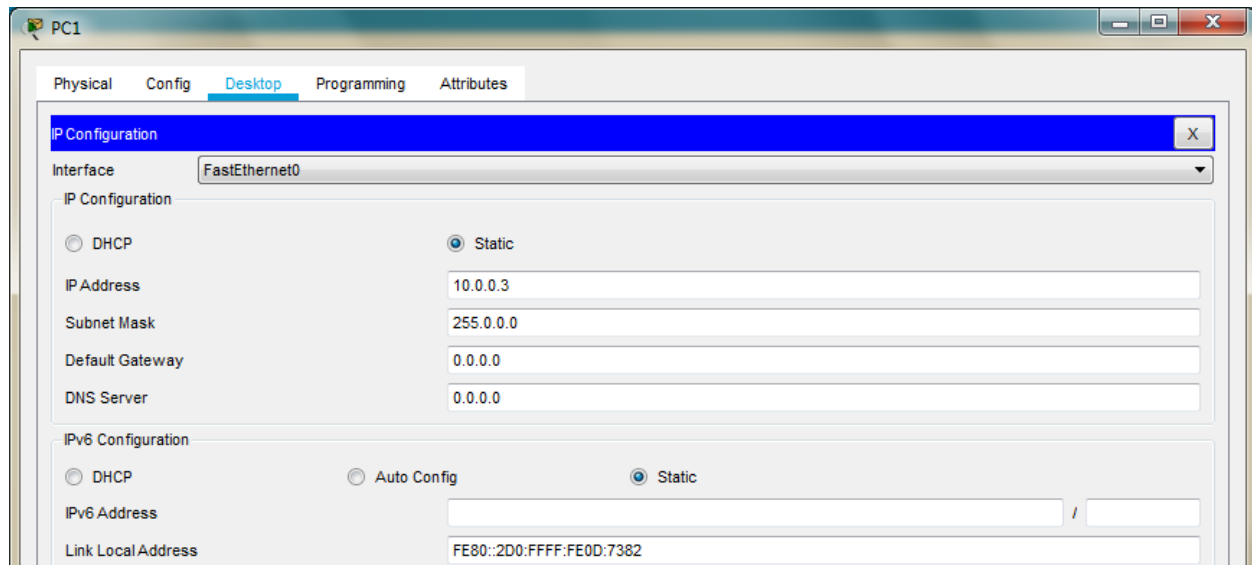 PC1
Physical Config Desktop Programming Attributes
IP Configuration X
Interface FastEthernet0
IP Configuration
DHCP Static
IP Address 10.0.0.3
Subnet Mask 255.0.0.0
Default Gateway 0.0.0.0
DNS Server 0.0.0.0
IPv6 Configuration
DHCP Auto Config Static
IPv6 Address /
Link Local Address FE80::2D0:FFFF:FE0D:7382